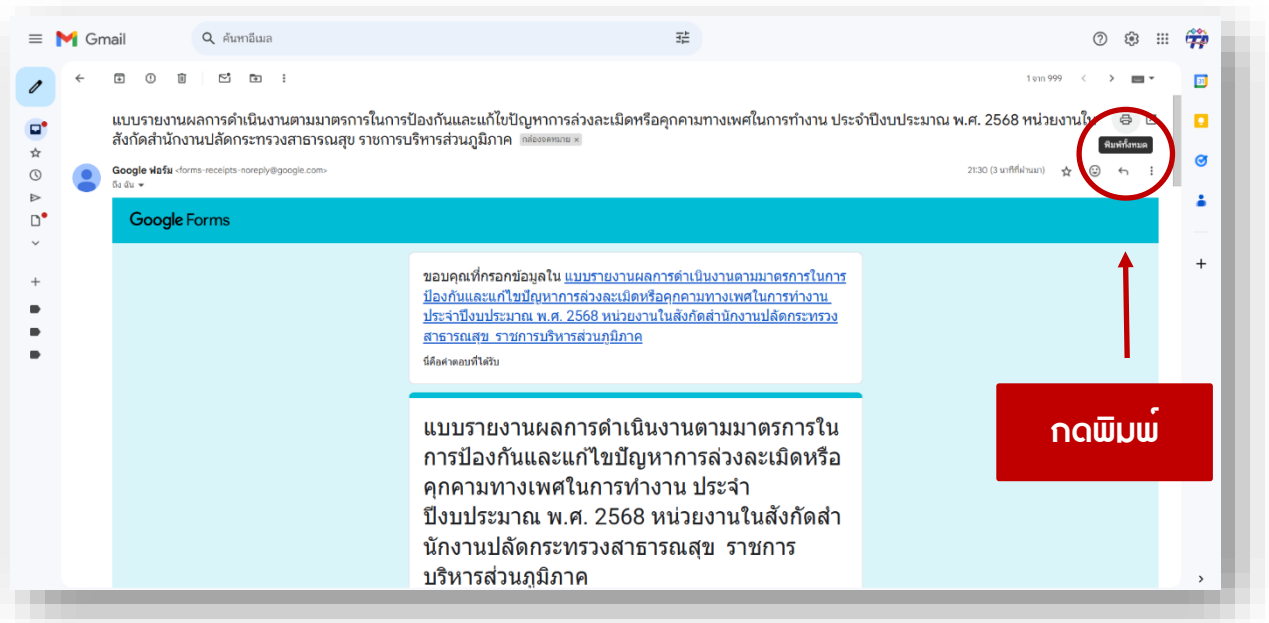 Gmail
ค้นหาอีเมล
1 จาก 999
แบบรายงานผลการดำเนินงานตามมาตรการในการป้องกันและแก้ไขปัญหาการล่วงละเมิดหรือคุกคามทางเพศในการทำงาน ประจำปีงบประมาณ พ.ศ. 2568 หน่วยงานใน
สังกัดสำนักงานปลัดกระทรวงสาธารณสุข ราชการบริหารส่วนภูมิภาค กล่องจดหมาย ×
พิมพ์ทั้งหมด
Google ฟอร์ม <forms-receipts-noreply@google.com>
21:30 (3 นาทีที่ผ่านมา)
ถึง ฉัน
Google Forms
ขอบคุณที่กรอกข้อมูลใน แบบรายงานผลการดำเนินงานตามมาตรการในการ
ป้องกันและแก้ไขปัญหาการล่วงละเมิดหรือคุกคามทางเพศในการทำงาน
ประจำปีงบประมาณ พ.ศ. 2568 หน่วยงานในสังกัดสำนักงานปลัดกระทรวง
สาธารณสุข ราชการบริหารส่วนภูมิภาค
นี่คือคำตอบที่ได้รับ
แบบรายงานผลการดำเนินงานตามมาตรการใน
การป้องกันและแก้ไขปัญหาการล่วงละเมิดหรือ
คุกคามทางเพศในการทำงาน ประจำ
ปีงบประมาณ พ.ศ. 2568 หน่วยงานในสังกัดสำ
นักงานปลัดกระทรวงสาธารณสุข ราชการ
บริหารส่วนภูมิภาค
กดพิมพ์